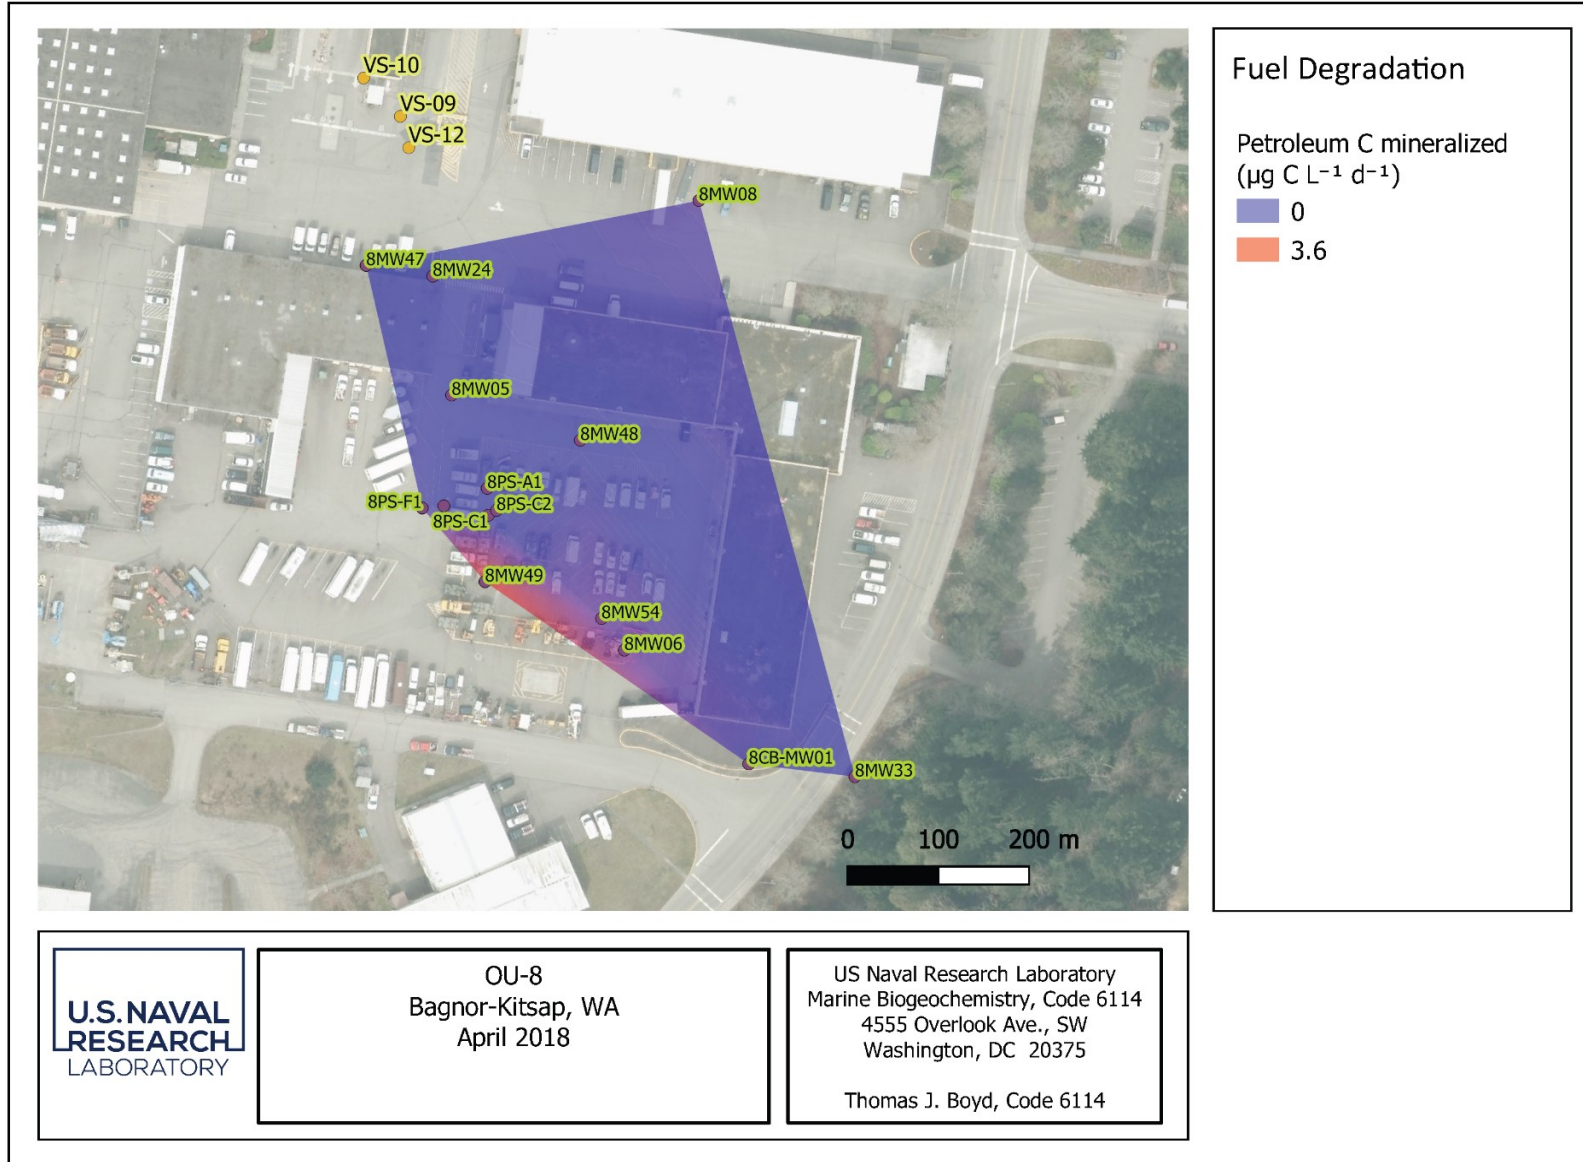 VS-10
VS-09
VS-12
8MW08
8MW47
8MW24
8MW05
8MW48
8PS-A1
8PS-F1
8PS-C2
8PS-C1
8MW49
8MW54
8MW06
8CB-MW01
8MW33
0 100 200 m
Fuel Degradation
Petroleum C mineralized
(µg C L⁻¹ d⁻¹)
0
3.6
U.S. NAVAL
RESEARCH
LABORATORY
OU-8
Bagnor-Kitsap, WA
April 2018
US Naval Research Laboratory
Marine Biogeochemistry, Code 6114
4555 Overlook Ave., SW
Washington, DC 20375
Thomas J. Boyd, Code 6114